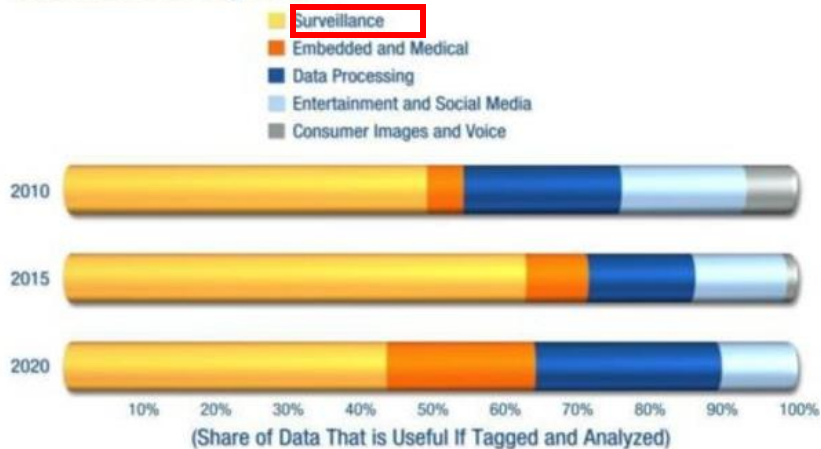 Surveillance
Embedded and Medical
Data Processing
Entertainment and Social Media
Consumer Images and Voice
2010
2015
2020
10% 20% 30% 40% 50% 60% 70% 80% 90% 100%
(Share of Data That is Useful If Tagged and Analyzed)